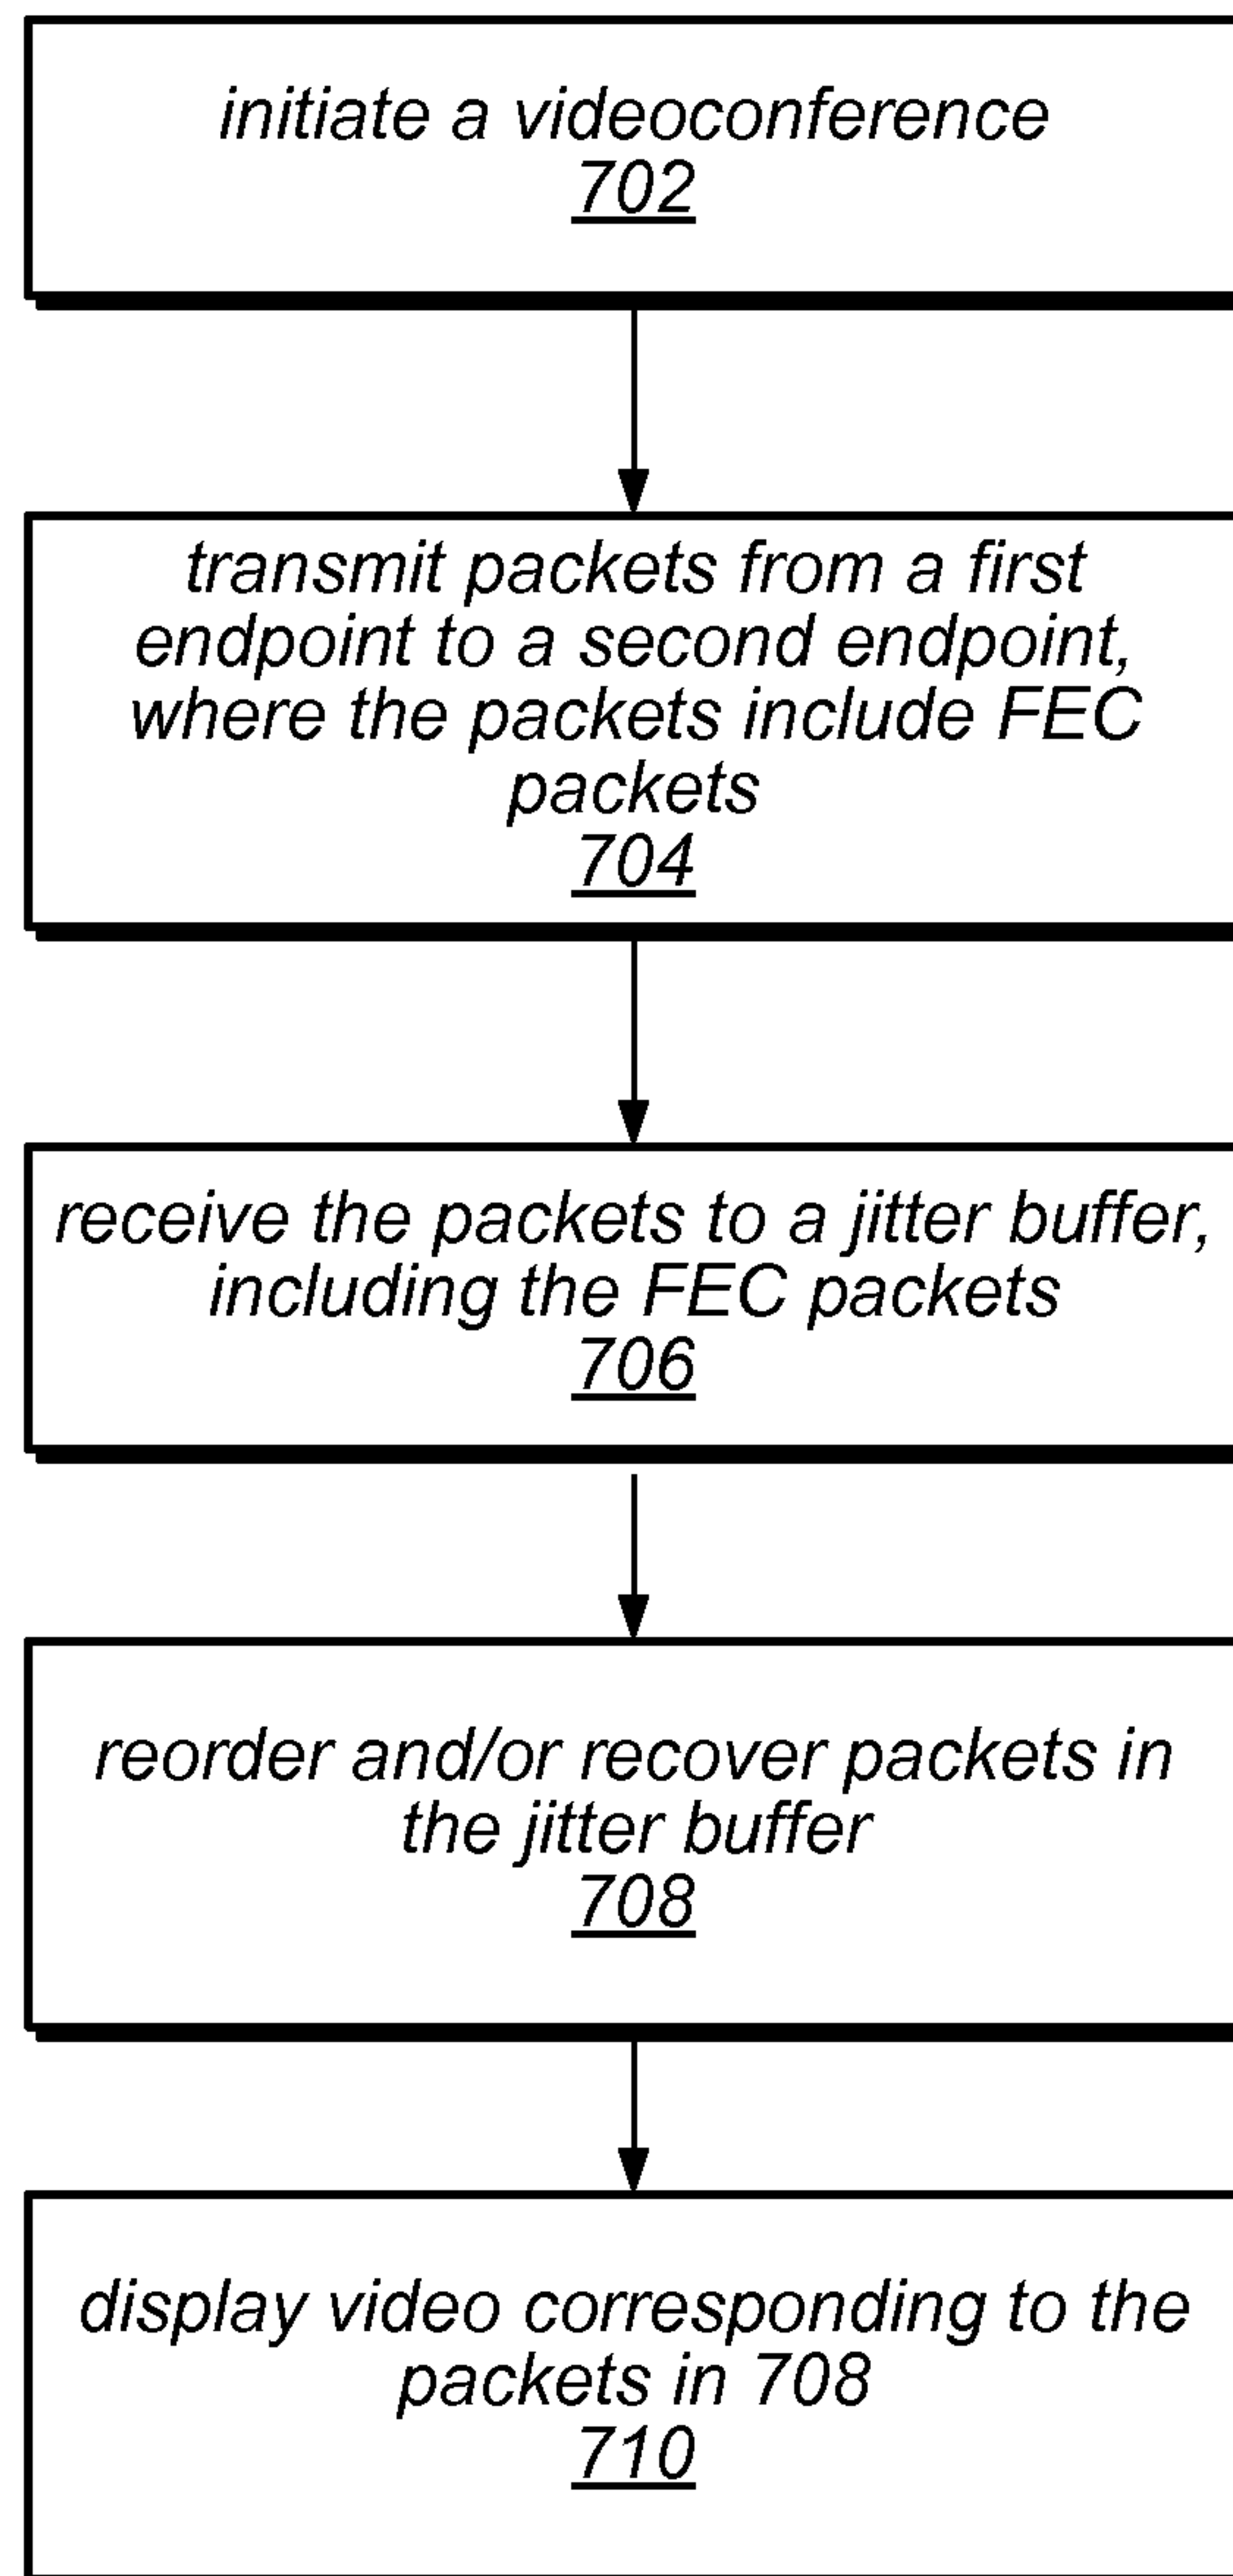 initiate a videoconference
702
transmit packets from a first
endpoint to a second endpoint,
where the packets include FEC
packets
704
receive the packets to a jitter buffer,
including the FEC packets
706
reorder and/or recover packets in
the jitter buffer
708
display video corresponding to the
packets in 708
710